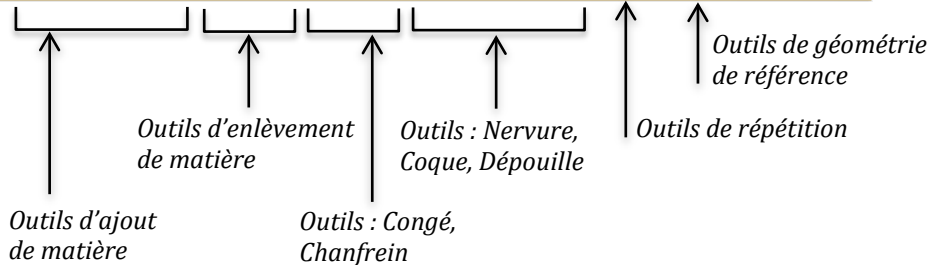 Outils de géométrie
de référence
Outils d'enlèvement
de matière
Outils : Nervure,
Coque, Dépouille
Outils de répétition
Outils d'ajout
de matière
Outils : Congé,
Chanfrein